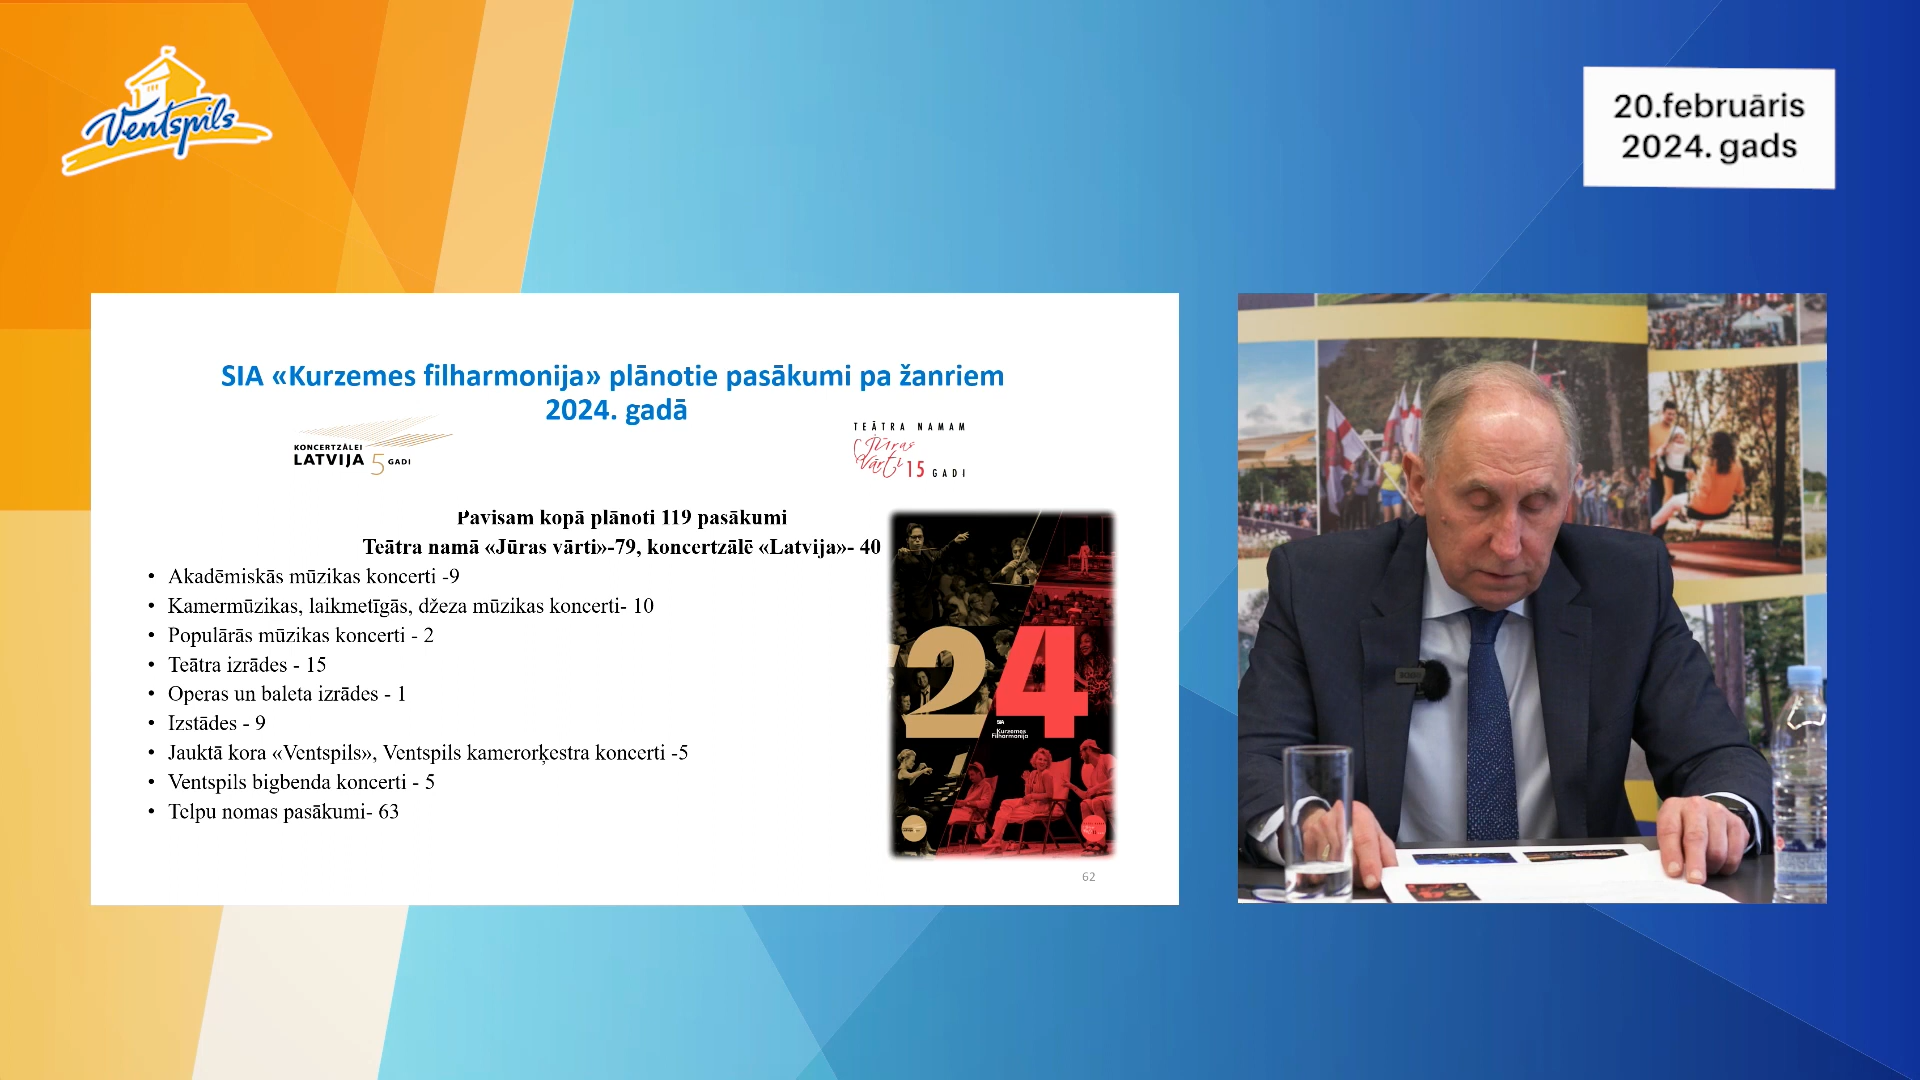 Ventspils
20.februāris
2024. gads
SIA «Kurzemes filharmonija» plānotie pasākumi pa žanriem
2024. gadā
KONCERTZĀLEI
LATVIJA 5 GADI
TEĀTRA NAMAM
Jūras
Vārti 15 GADI
Pavisam kopā plānoti 119 pasākumi
Teātra namā «Jūras vārti»-79, koncertzālē «Latvija»- 40
• Akadēmiskās mūzikas koncerti -9
• Kamermūzikas, laikmetīgās, džeza mūzikas koncerti- 10
• Populārās mūzikas koncerti - 2
• Teātra izrādes - 15
• Operas un baleta izrādes - 1
• Izstādes - 9
• Jauktā kora «Ventspils», Ventspils kamerorķestra koncerti -5
• Ventspils bigbenda koncerti - 5
• Telpu nomas pasākumi- 63
'24
SIA
Kurzemes
Filharmonija
62